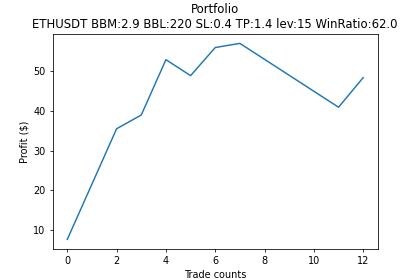 Portfolio
ETHUSDT BBM:2.9 BBL:220 SL:0.4 TP:1.4 lev:15 WinRatio:62.0
50
40
30
20
10
Profit ($)
0 2 4 6 8 10 12
Trade counts